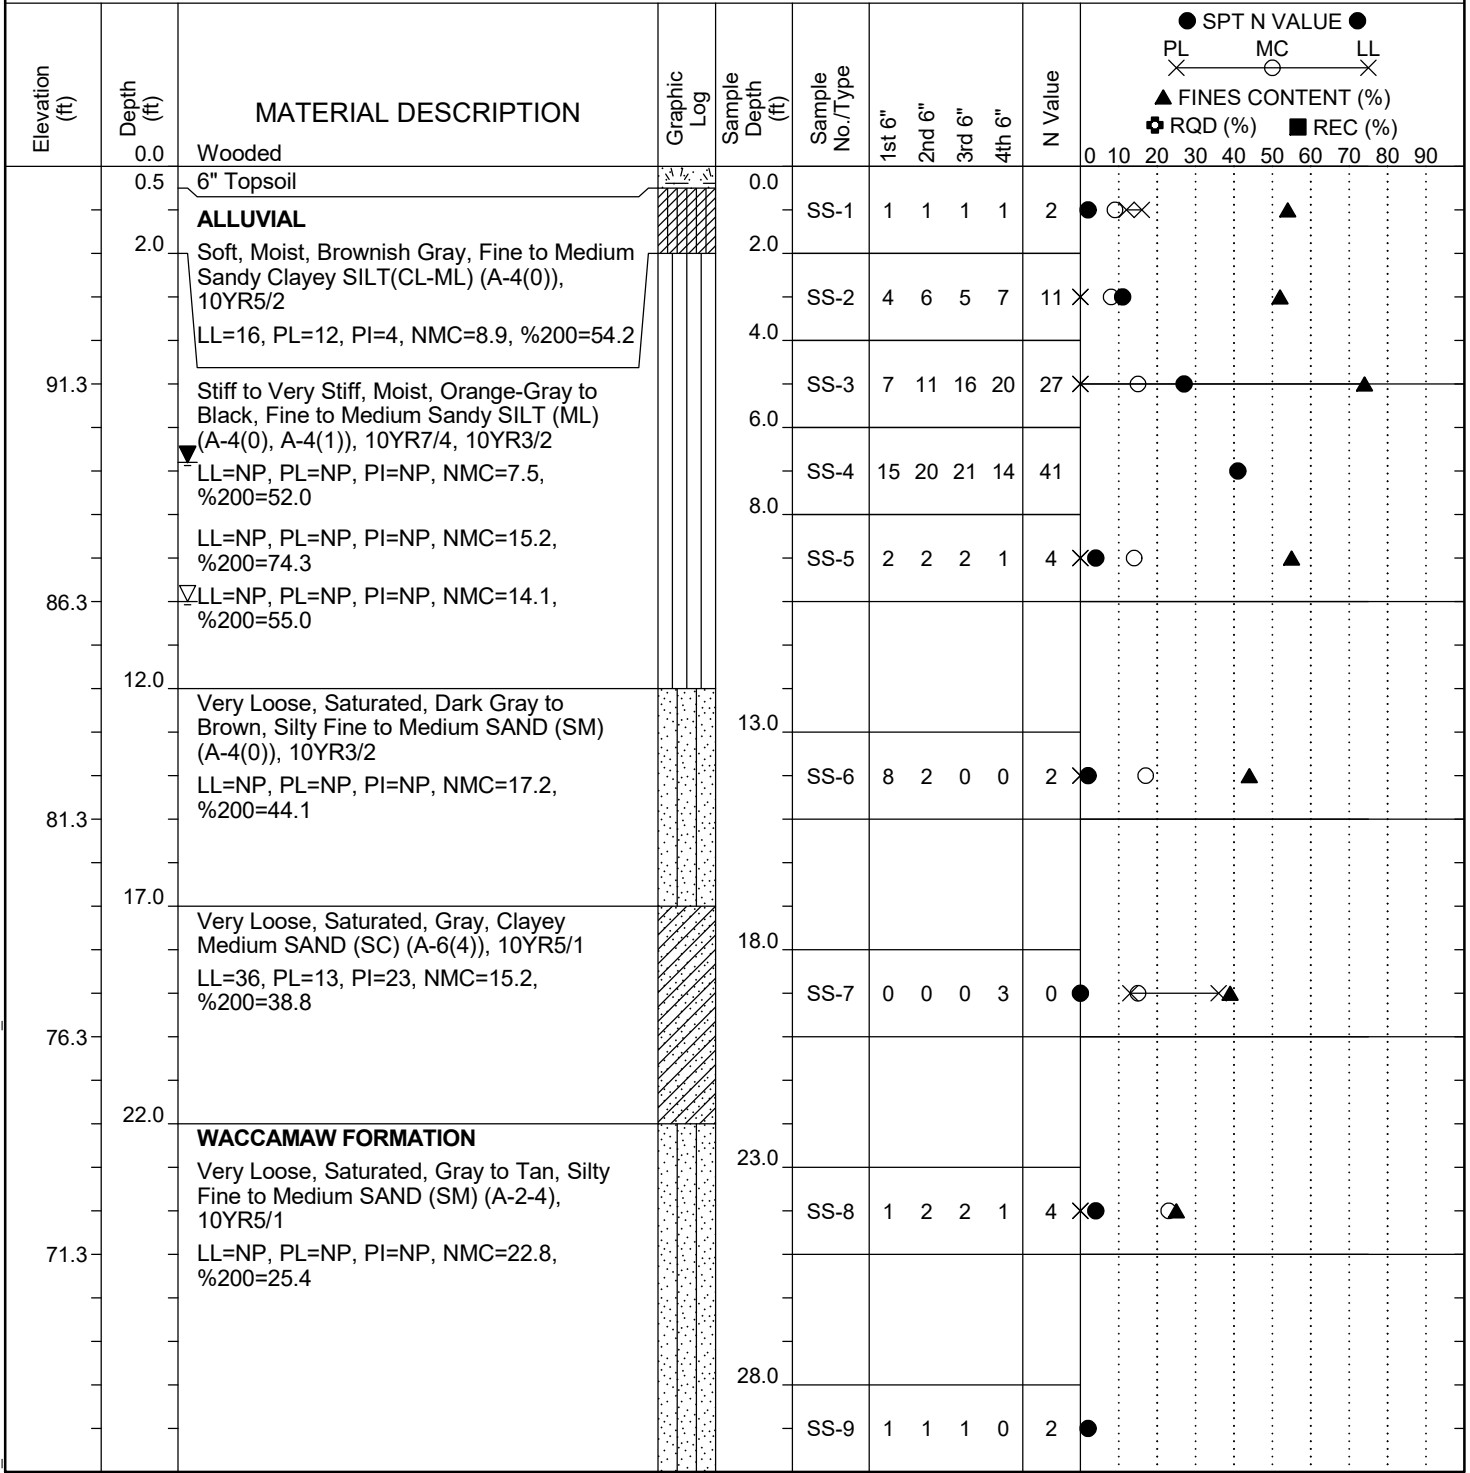 ● SPT N VALUE ●
PL MC LL
▲ FINES CONTENT (%)
RQD (%) ■ REC (%)
Elevation (ft)
Depth (ft)
MATERIAL DESCRIPTION
Graphic Log
Sample Depth (ft)
Sample No./Type
1st 6"
2nd 6"
3rd 6"
4th 6"
N Value
0.0 Wooded
0 10 20 30 40 50 60 70 80 90
0.5 6" Topsoil 0.0
ALLUVIAL
SS-1 1 1 1 1 2
2.0 2.0
Soft, Moist, Brownish Gray, Fine to Medium
Sandy Clayey SILT(CL-ML) (A-4(0)),
10YR5/2
SS-2 4 6 5 7 11
LL=16, PL=12, PI=4, NMC=8.9, %200=54.2
4.0
91.3
Stiff to Very Stiff, Moist, Orange-Gray to
Black, Fine to Medium Sandy SILT (ML)
(A-4(0), A-4(1)), 10YR7/4, 10YR3/2
SS-3 7 11 16 20 27
6.0
LL=NP, PL=NP, PI=NP, NMC=7.5,
%200=52.0
SS-4 15 20 21 14 41
8.0
LL=NP, PL=NP, PI=NP, NMC=15.2,
%200=74.3
SS-5 2 2 2 1 4
86.3
LL=NP, PL=NP, PI=NP, NMC=14.1,
%200=55.0
12.0
Very Loose, Saturated, Dark Gray to
Brown, Silty Fine to Medium SAND (SM)
(A-4(0)), 10YR3/2
13.0
LL=NP, PL=NP, PI=NP, NMC=17.2,
%200=44.1
SS-6 8 2 0 0 2
81.3
17.0
Very Loose, Saturated, Gray, Clayey
Medium SAND (SC) (A-6(4)), 10YR5/1
18.0
LL=36, PL=13, PI=23, NMC=15.2,
%200=38.8
SS-7 0 0 0 3 0
76.3
22.0
WACCAMAW FORMATION
23.0
Very Loose, Saturated, Gray to Tan, Silty
Fine to Medium SAND (SM) (A-2-4),
10YR5/1
SS-8 1 2 2 1 4
71.3
LL=NP, PL=NP, PI=NP, NMC=22.8,
%200=25.4
28.0
SS-9 1 1 1 0 2